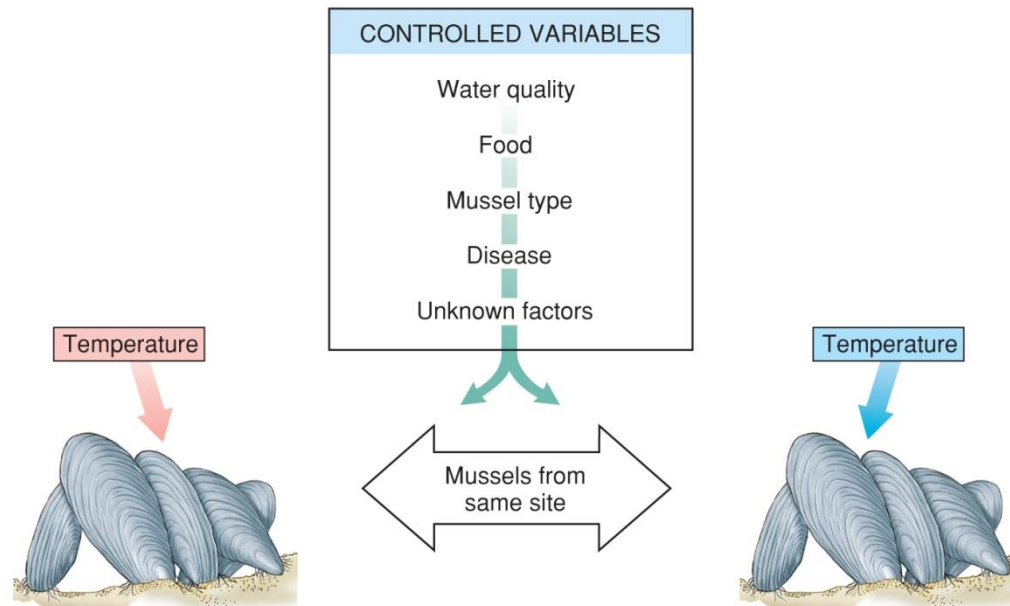 CONTROLLED VARIABLES
Water quality
Food
Mussel type
Disease
Unknown factors
Temperature
Temperature
Mussels from
same site